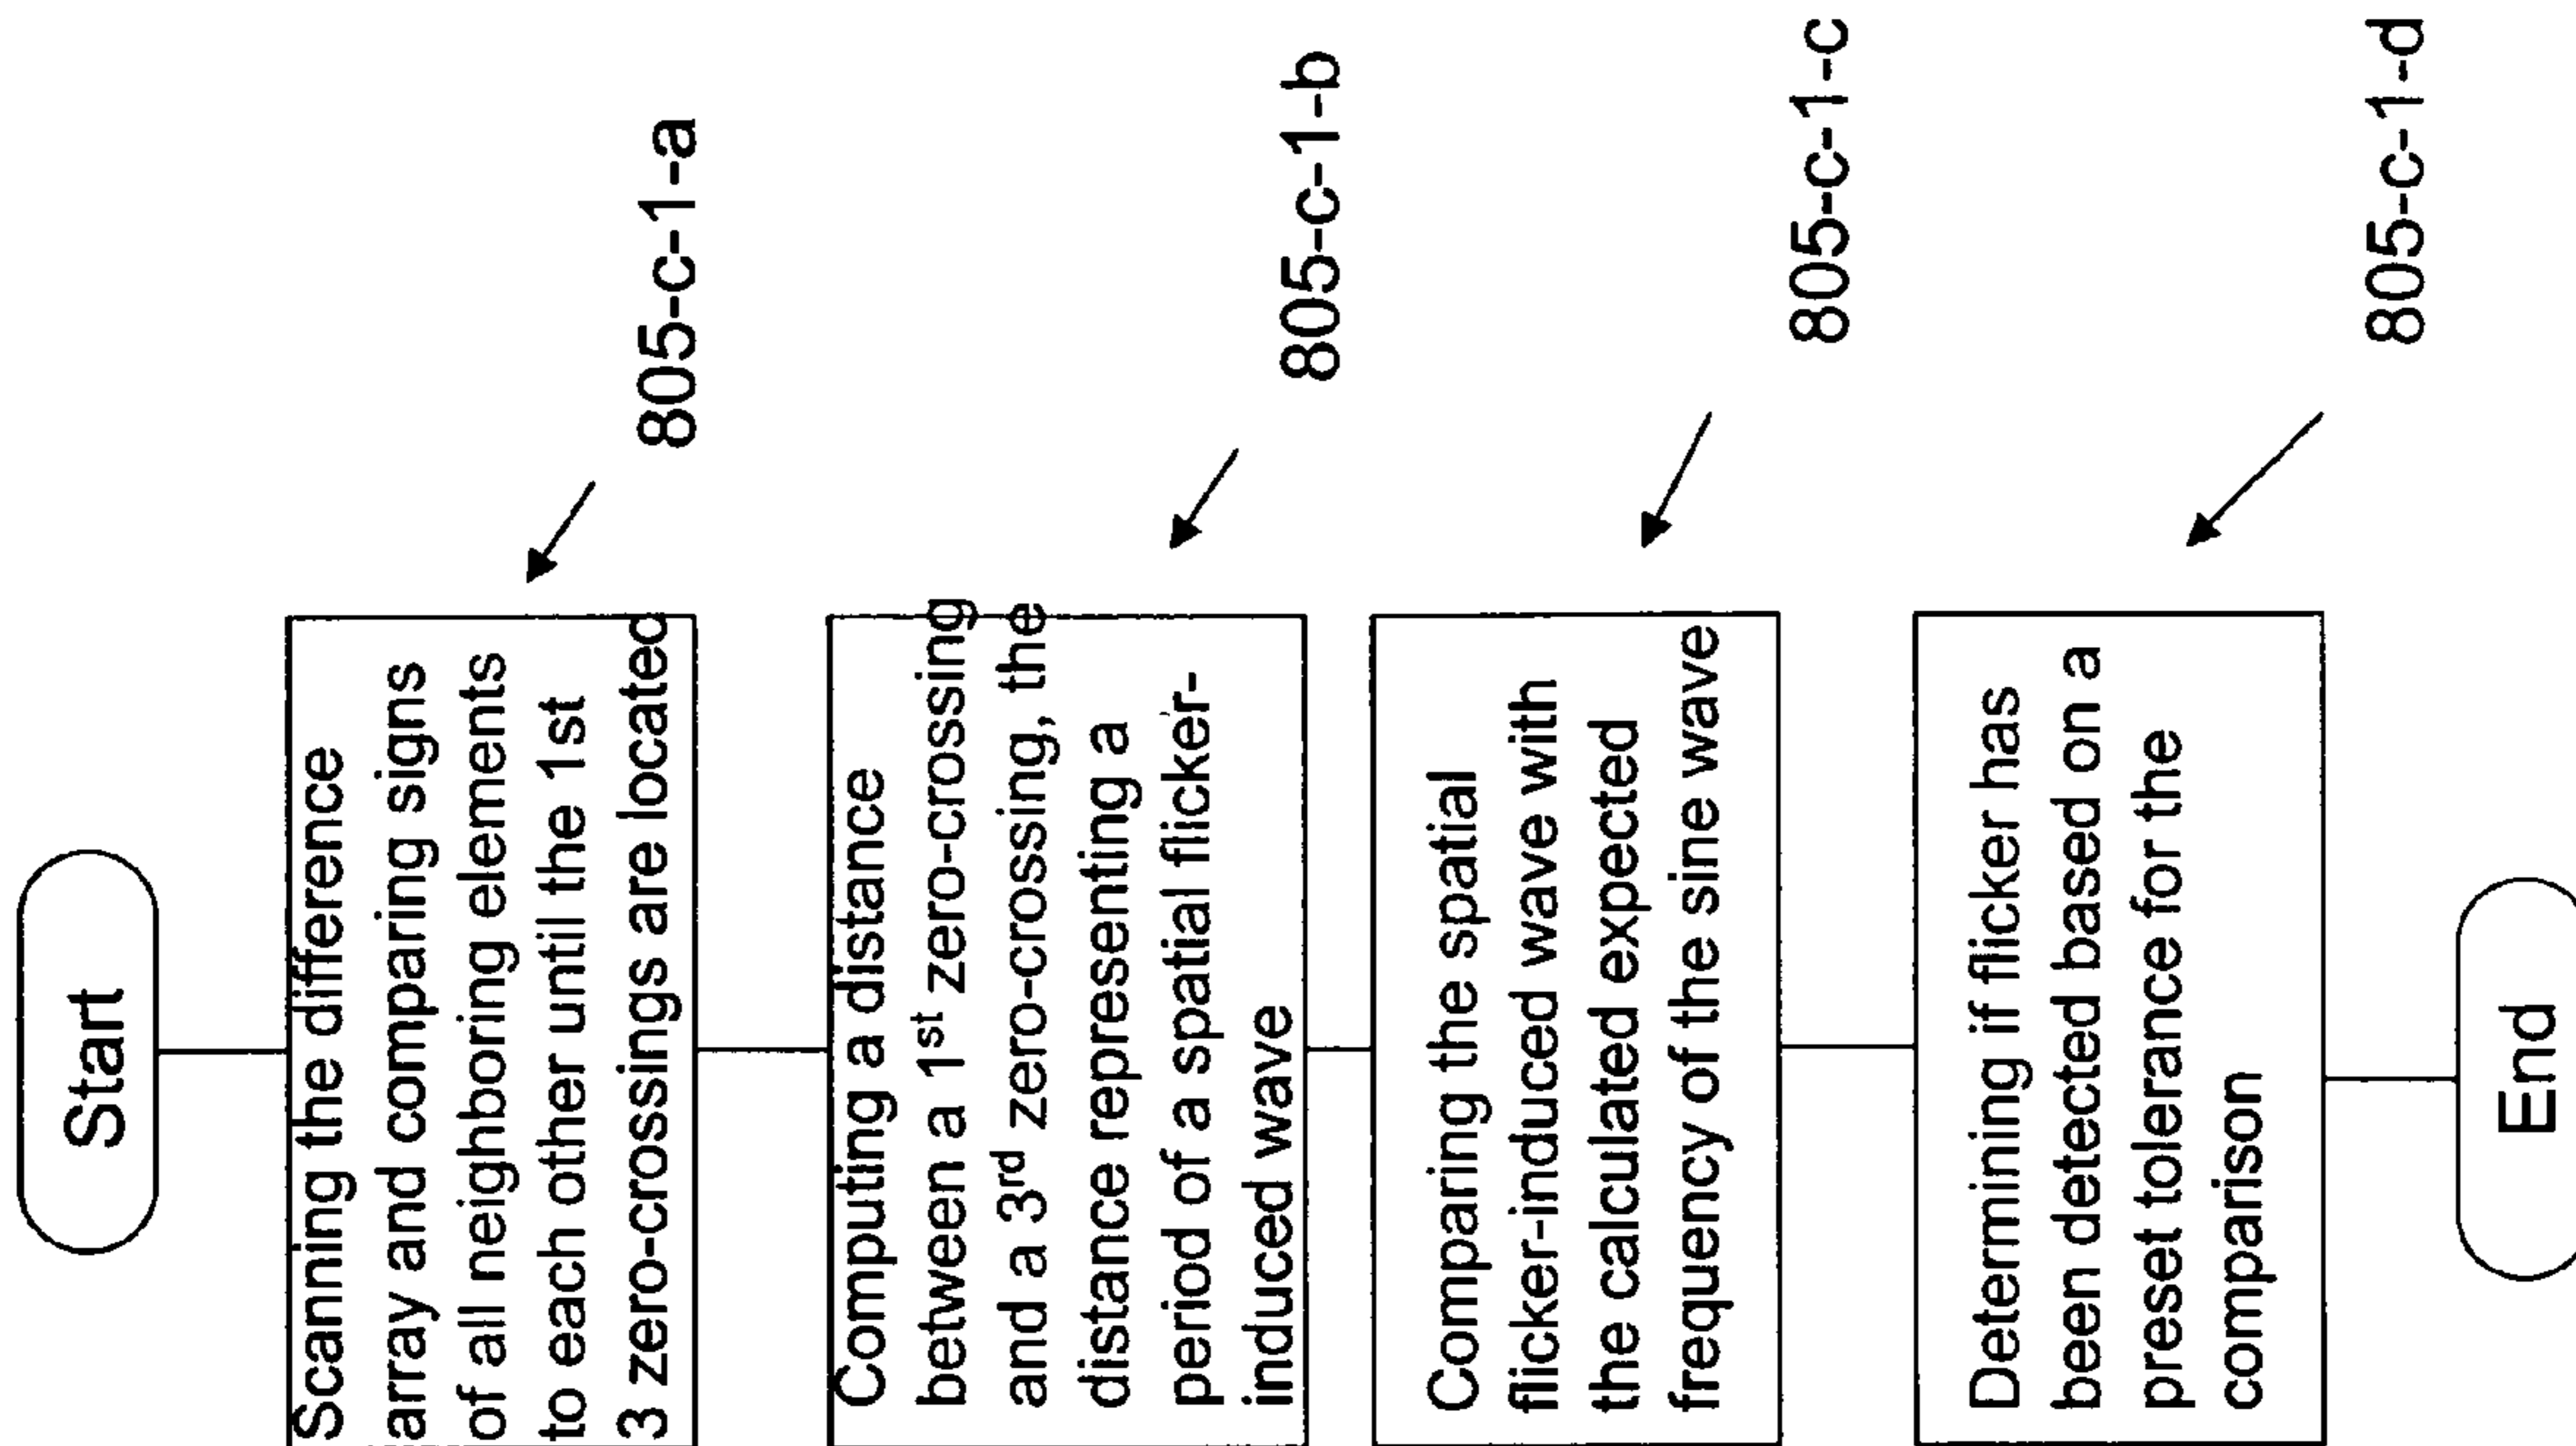 Start
Scanning the difference
array and comparing signs
of all neighboring elements
to each other until the 1st
3 zero-crossings are located
805-c-1-a
Computing a distance
between a 1st zero-crossing
and a 3rd zero-crossing, the
distance representing a
period of a spatial flicker-
induced wave
805-c-1-b
Comparing the spatial
flicker-induced wave with
the calculated expected
frequency of the sine wave
805-c-1-c
Determining if flicker has
been detected based on a
preset tolerance for the
comparison
805-c-1-d
End